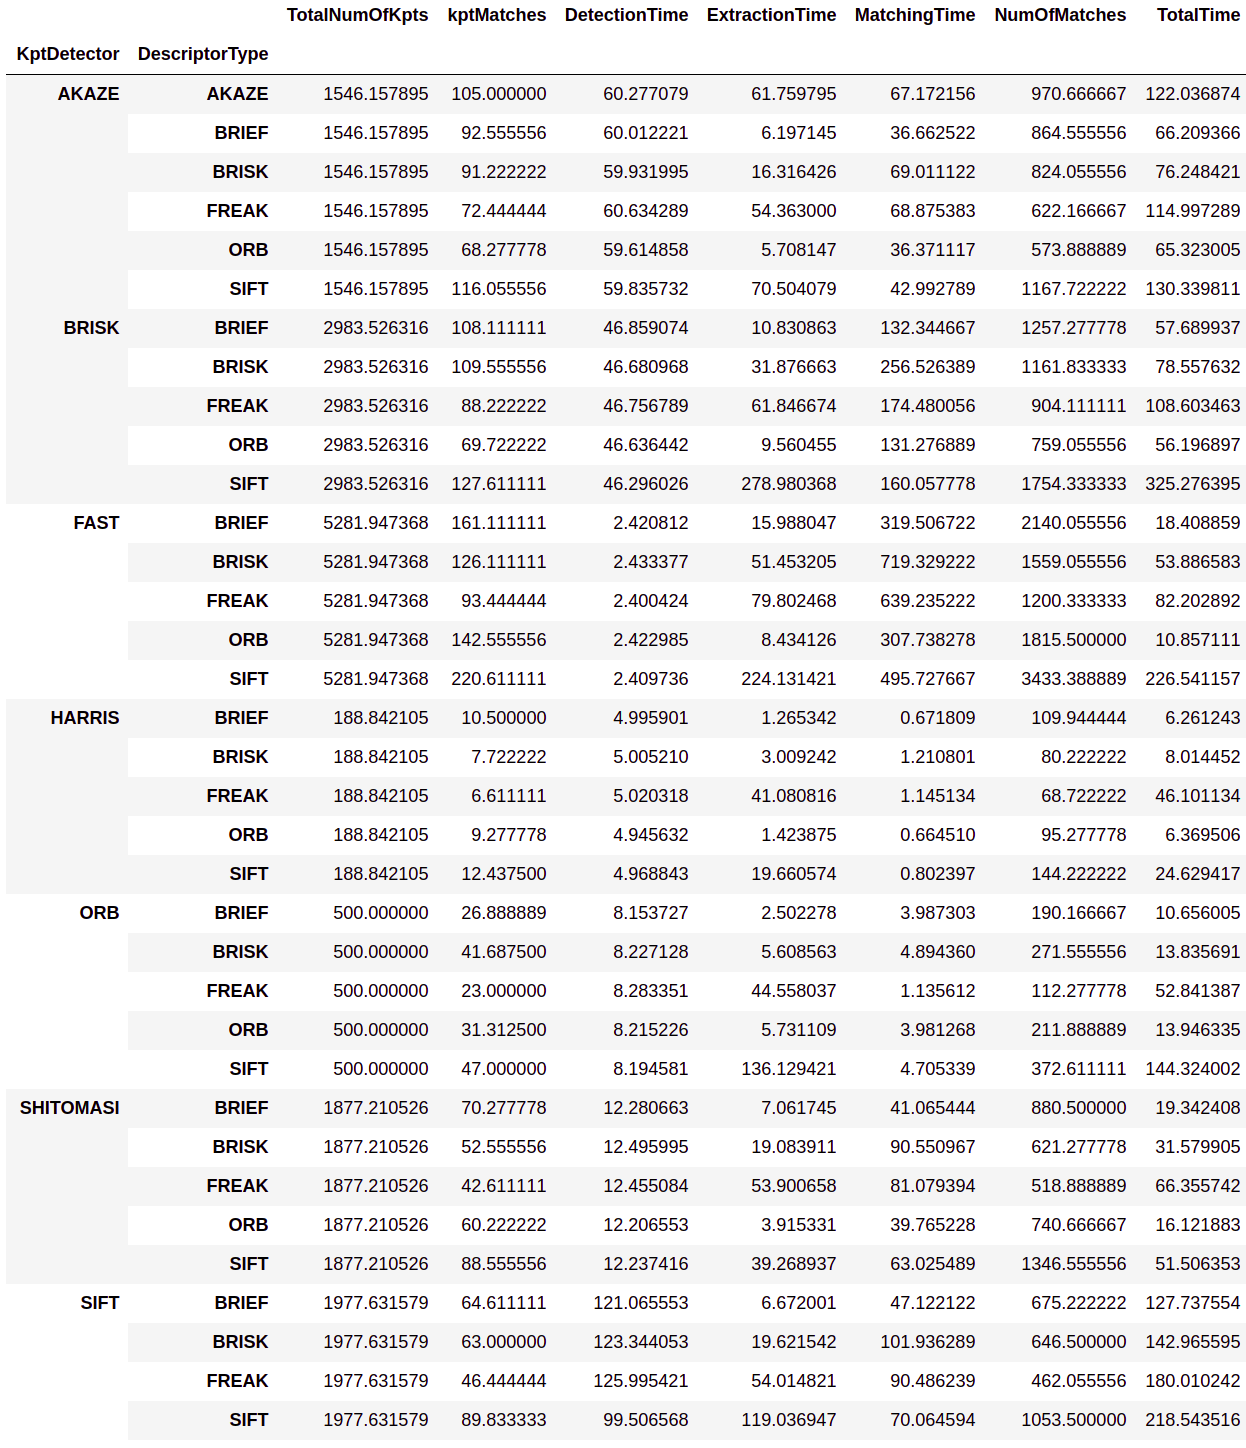 TotalNumOfKpts kptMatches DetectionTime ExtractionTime MatchingTime NumOfMatches TotalTime
KptDetector DescriptorType
AKAZE AKAZE 1546.157895 105.000000 60.277079 61.759795 67.172156 970.666667 122.036874
BRIEF 1546.157895 92.555556 60.012221 6.197145 36.662522 864.555556 66.209366
BRISK 1546.157895 91.222222 59.931995 16.316426 69.011122 824.055556 76.248421
FREAK 1546.157895 72.444444 60.634289 54.363000 68.875383 622.166667 114.997289
ORB 1546.157895 68.277778 59.614858 5.708147 36.371117 573.888889 65.323005
SIFT 1546.157895 116.055556 59.835732 70.504079 42.992789 1167.722222 130.339811
BRISK BRIEF 2983.526316 108.111111 46.859074 10.830863 132.344667 1257.277778 57.689937
BRISK 2983.526316 109.555556 46.680968 31.876663 256.526389 1161.833333 78.557632
FREAK 2983.526316 88.222222 46.756789 61.846674 174.480056 904.111111 108.603463
ORB 2983.526316 69.722222 46.636442 9.560455 131.276889 759.055556 56.196897
SIFT 2983.526316 127.611111 46.296026 278.980368 160.057778 1754.333333 325.276395
FAST BRIEF 5281.947368 161.111111 2.420812 15.988047 319.506722 2140.055556 18.408859
BRISK 5281.947368 126.111111 2.433377 51.453205 719.329222 1559.055556 53.886583
FREAK 5281.947368 93.444444 2.400424 79.802468 639.235222 1200.333333 82.202892
ORB 5281.947368 142.555556 2.422985 8.434126 307.738278 1815.500000 10.857111
SIFT 5281.947368 220.611111 2.409736 224.131421 495.727667 3433.388889 226.541157
HARRIS BRIEF 188.842105 10.500000 4.995901 1.265342 0.671809 109.944444 6.261243
BRISK 188.842105 7.722222 5.005210 3.009242 1.210801 80.222222 8.014452
FREAK 188.842105 6.611111 5.020318 41.080816 1.145134 68.722222 46.101134
ORB 188.842105 9.277778 4.945632 1.423875 0.664510 95.277778 6.369506
SIFT 188.842105 12.437500 4.968843 19.660574 0.802397 144.222222 24.629417
ORB BRIEF 500.000000 26.888889 8.153727 2.502278 3.987303 190.166667 10.656005
BRISK 500.000000 41.687500 8.227128 5.608563 4.894360 271.555556 13.835691
FREAK 500.000000 23.000000 8.283351 44.558037 1.135612 112.277778 52.841387
ORB 500.000000 31.312500 8.215226 5.731109 3.981268 211.888889 13.946335
SIFT 500.000000 47.000000 8.194581 136.129421 4.705339 372.611111 144.324002
SHITOMASI BRIEF 1877.210526 70.277778 12.280663 7.061745 41.065444 880.500000 19.342408
BRISK 1877.210526 52.555556 12.495995 19.083911 90.550967 621.277778 31.579905
FREAK 1877.210526 42.611111 12.455084 53.900658 81.079394 518.888889 66.355742
ORB 1877.210526 60.222222 12.206553 3.915331 39.765228 740.666667 16.121883
SIFT 1877.210526 88.555556 12.237416 39.268937 63.025489 1346.555556 51.506353
SIFT BRIEF 1977.631579 64.611111 121.065553 6.672001 47.122122 675.222222 127.737554
BRISK 1977.631579 63.000000 123.344053 19.621542 101.936289 646.500000 142.965595
FREAK 1977.631579 46.444444 125.995421 54.014821 90.486239 462.055556 180.010242
SIFT 1977.631579 89.833333 99.506568 119.036947 70.064594 1053.500000 218.543516